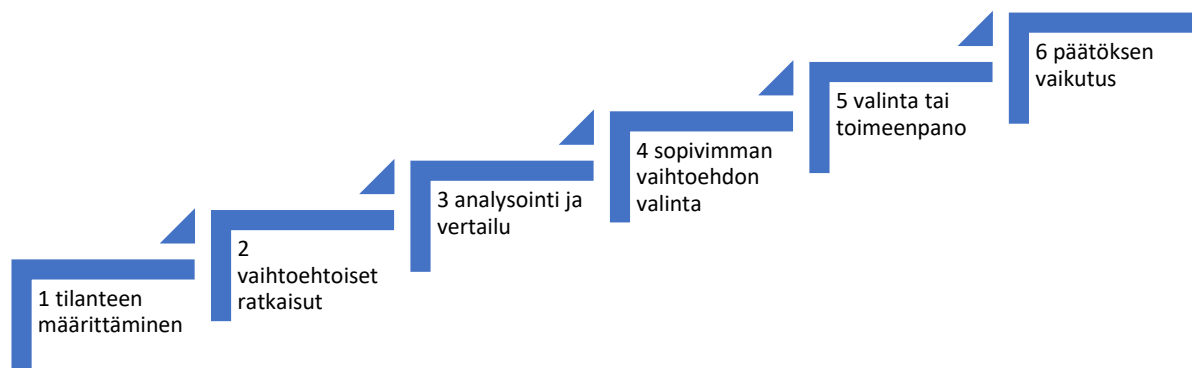 1 tilanteen
määrittäminen
2
vaihtoehtoiset
ratkaisut
3 analysointi ja
vertailu
4 sopivimman
vaihtoehdon
valinta
5 valinta tai
toimeenpano
6 päätöksen
vaikutus